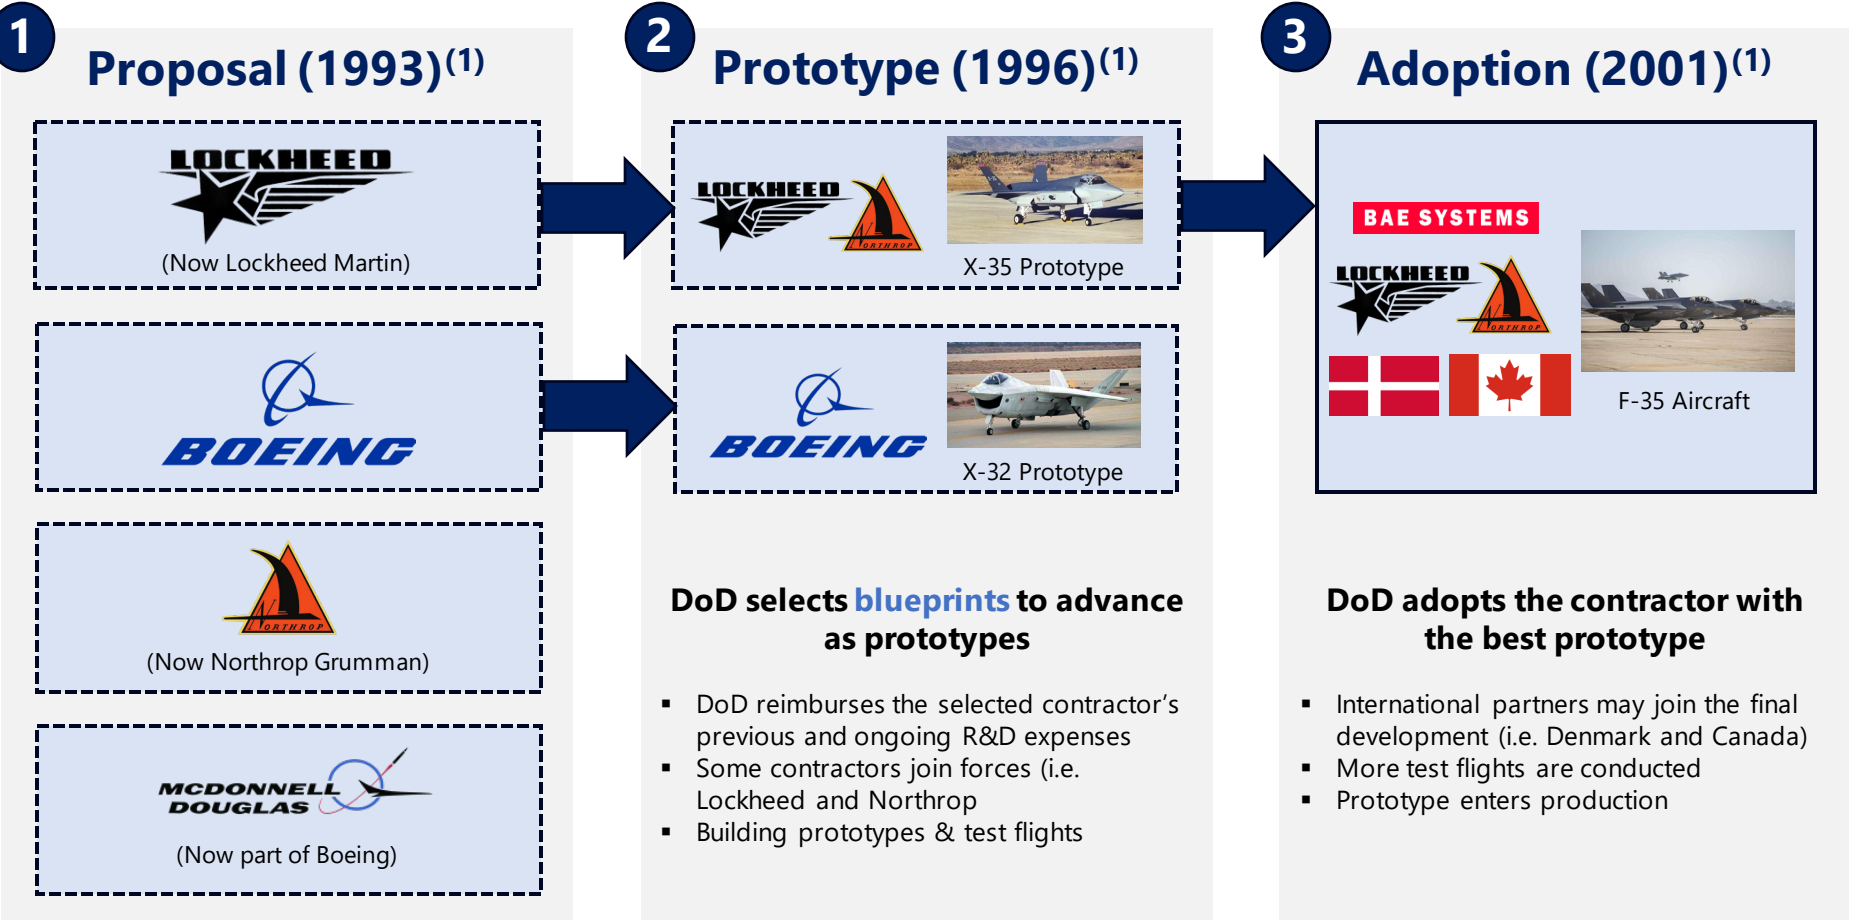 1
Proposal (1993)(1)
LOCKHEED
(Now Lockheed Martin)
BOEING
NORTHROP
(Now Northrop Grumman)
MCDONNELL
DOUGLAS
(Now part of Boeing)
2
Prototype (1996)(1)
LOCKHEED
NORTHROP
X-35 Prototype
BOEING
X-32 Prototype
DoD selects blueprints to advance
as prototypes
▪ DoD reimburses the selected contractor’s
previous and ongoing R&D expenses
▪ Some contractors join forces (i.e.
Lockheed and Northrop
▪ Building prototypes & test flights
3
Adoption (2001)(1)
BAE SYSTEMS
LOCKHEED
NORTHROP
F-35 Aircraft
DoD adopts the contractor with
the best prototype
▪ International partners may join the final
development (i.e. Denmark and Canada)
▪ More test flights are conducted
▪ Prototype enters production